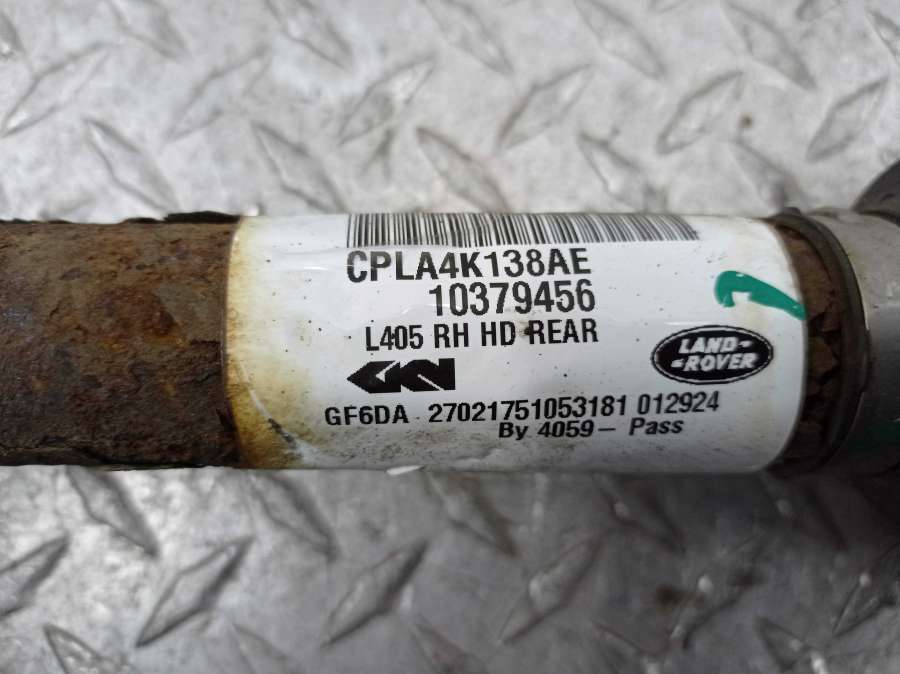 CPLA4K138AE
10379456
L405 RH HD REAR
GKN
LAND-
-ROVER
GF6DA 27021751053181 012924
By 4059- Pass